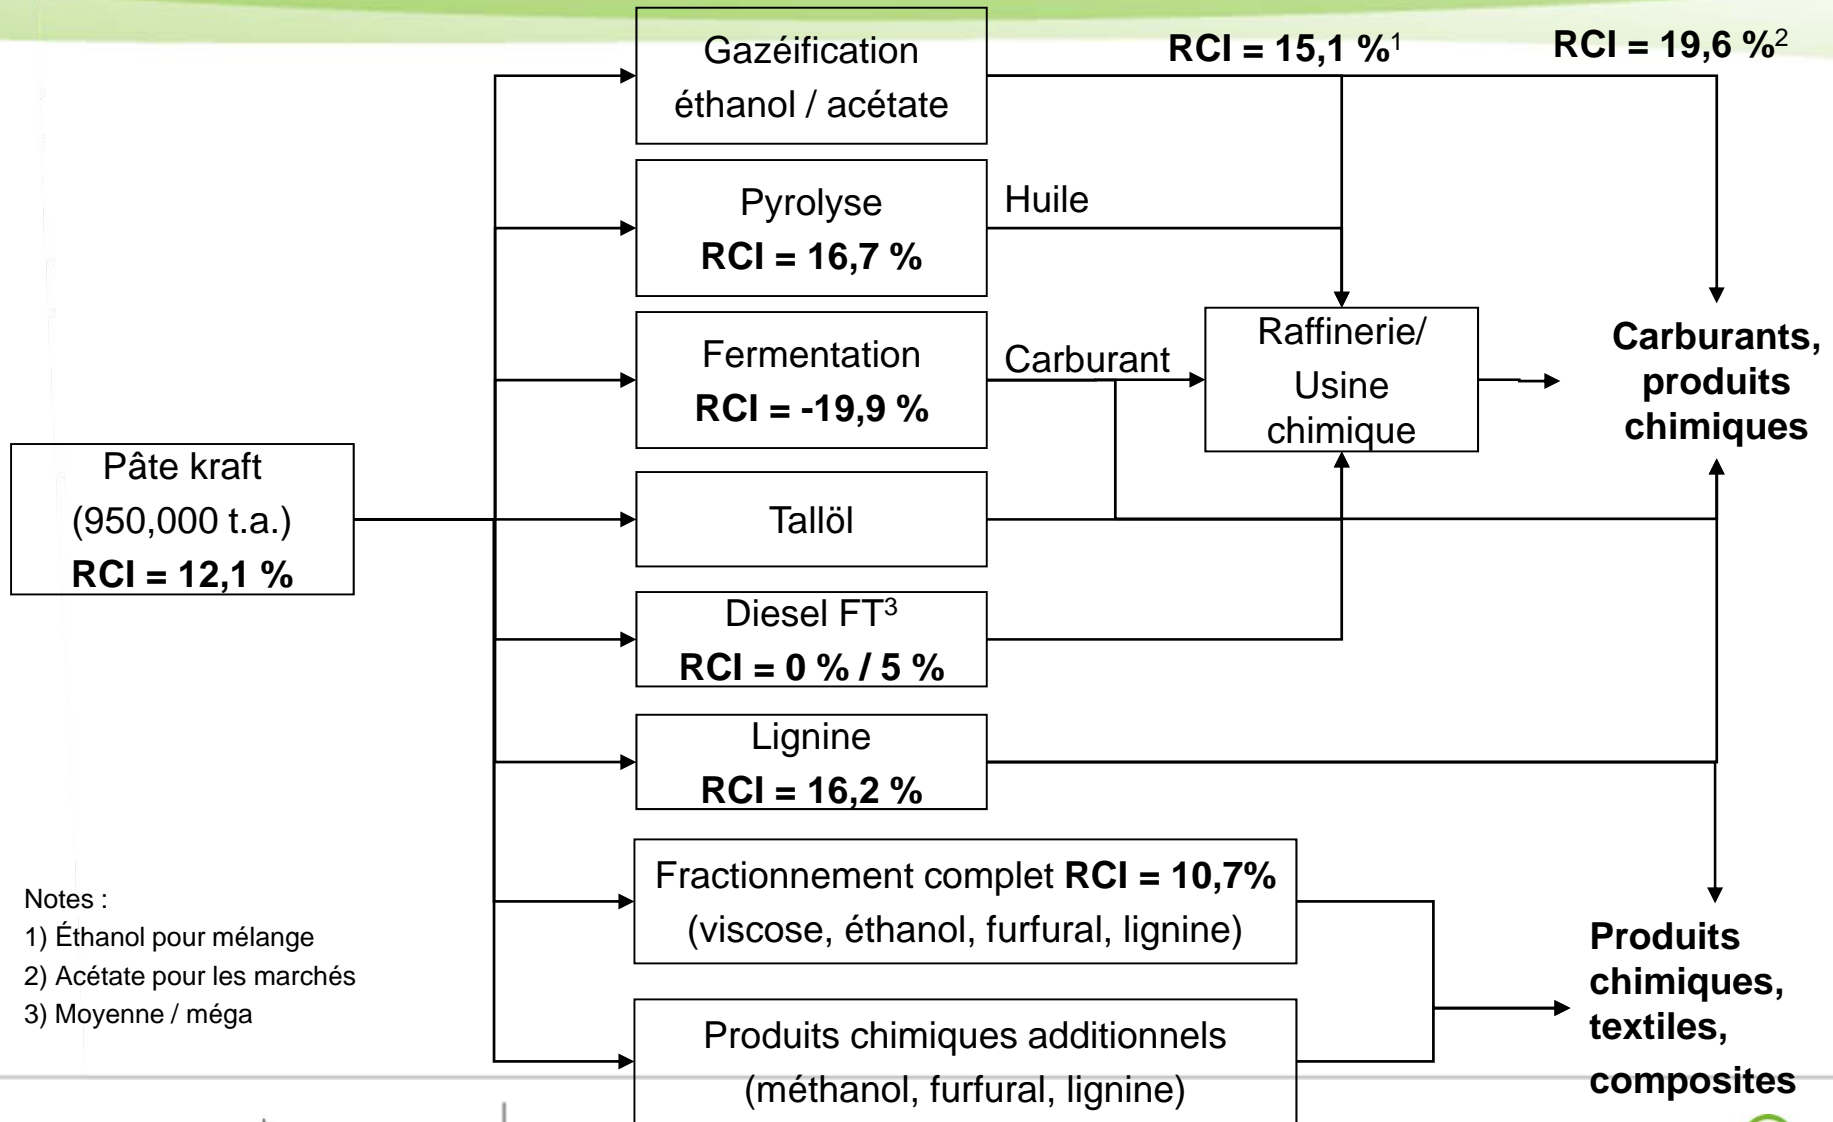 Gazéification
éthanol / acétate
RCI = 15,1 %¹
RCI = 19,6 %²
Pyrolyse
RCI = 16,7 %
Huile
Fermentation
RCI = -19,9 %
Carburant
Raffinerie/
Usine
chimique
Carburants,
produits
chimiques
Pâte kraft
(950,000 t.a.)
RCI = 12,1 %
Tallöl
Diesel FT³
RCI = 0 % / 5 %
Lignine
RCI = 16,2 %
Fractionnement complet RCI = 10,7%
(viscose, éthanol, furfural, lignine)
Produits chimiques additionnels
(méthanol, furfural, lignine)
Produits
chimiques,
textiles,
composites
Notes :
1) Éthanol pour mélange
2) Acétate pour les marchés
3) Moyenne / méga